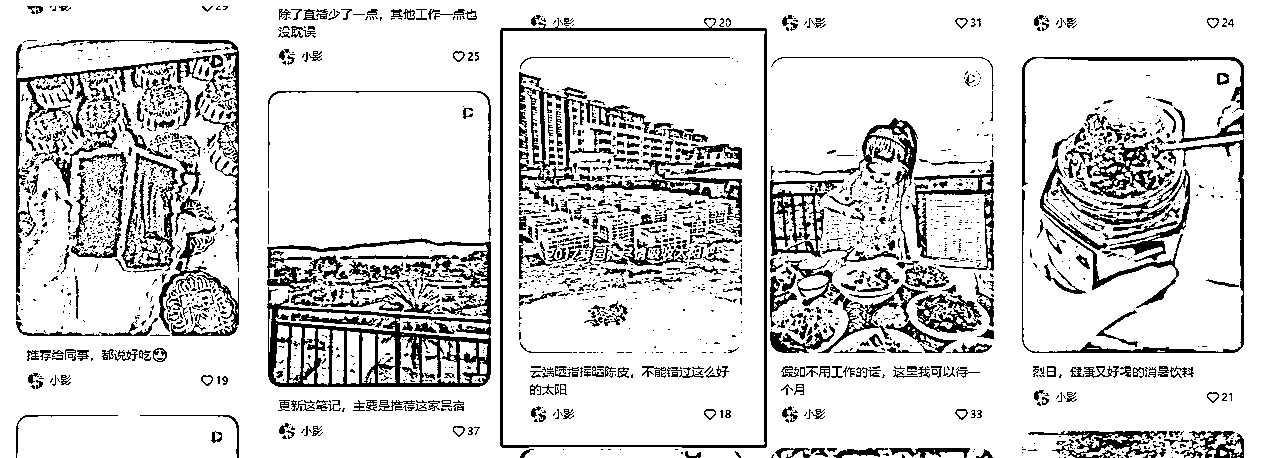 29
除了直播少了一点，其他工作一点也
没耽误
小影
25
小影
20
小影
31
小影
24
推荐给同事，都说好吃
小影
19
更新这笔记，主要是推荐这家民宿
小影
37
云端晒指挥晒陈皮，不能错过这么好
的太阳
小影
18
假如不用工作的话，这里我可以待一
个月
小影
33
烈日，健康又好喝的消暑饮料
小影
21